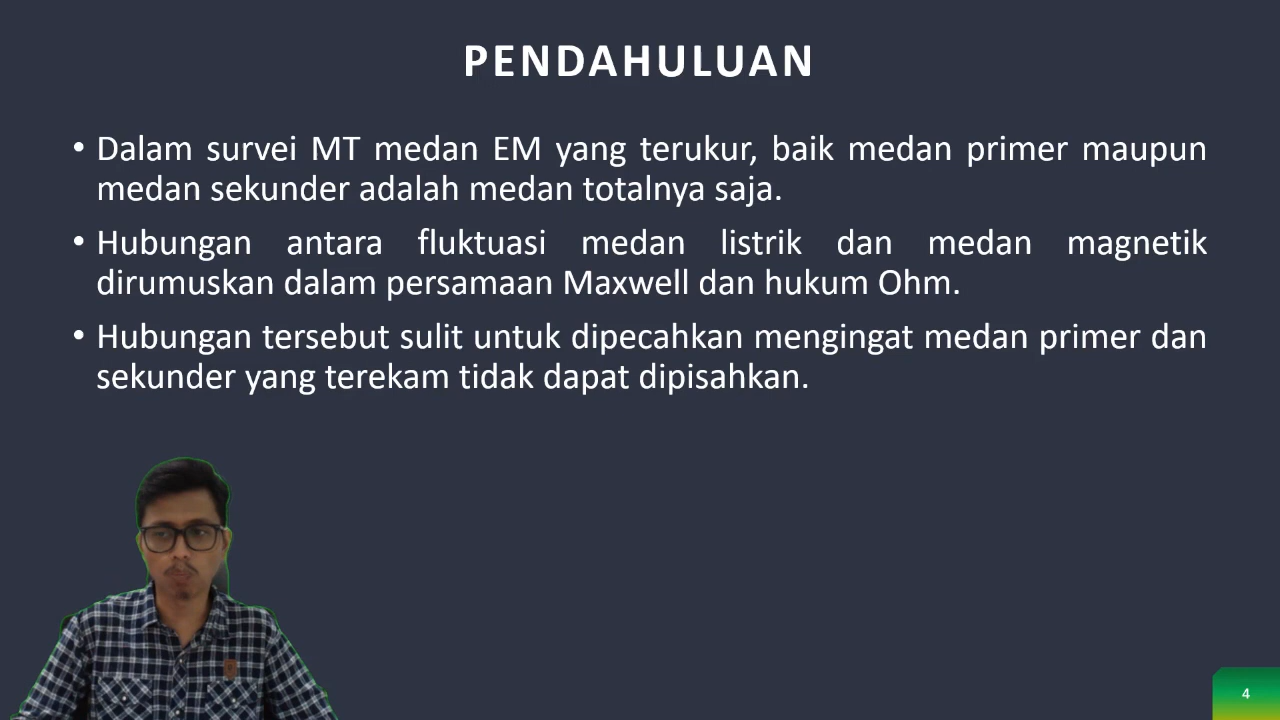 PENDAHULUAN
• Dalam survei MT medan EM yang terukur, baik medan primer maupun
medan sekunder adalah medan totalnya saja.
• Hubungan antara fluktuasi medan listrik dan medan magnetik
dirumuskan dalam persamaan Maxwell dan hukum Ohm.
• Hubungan tersebut sulit untuk dipecahkan mengingat medan primer dan
sekunder yang terekam tidak dapat dipisahkan.
4